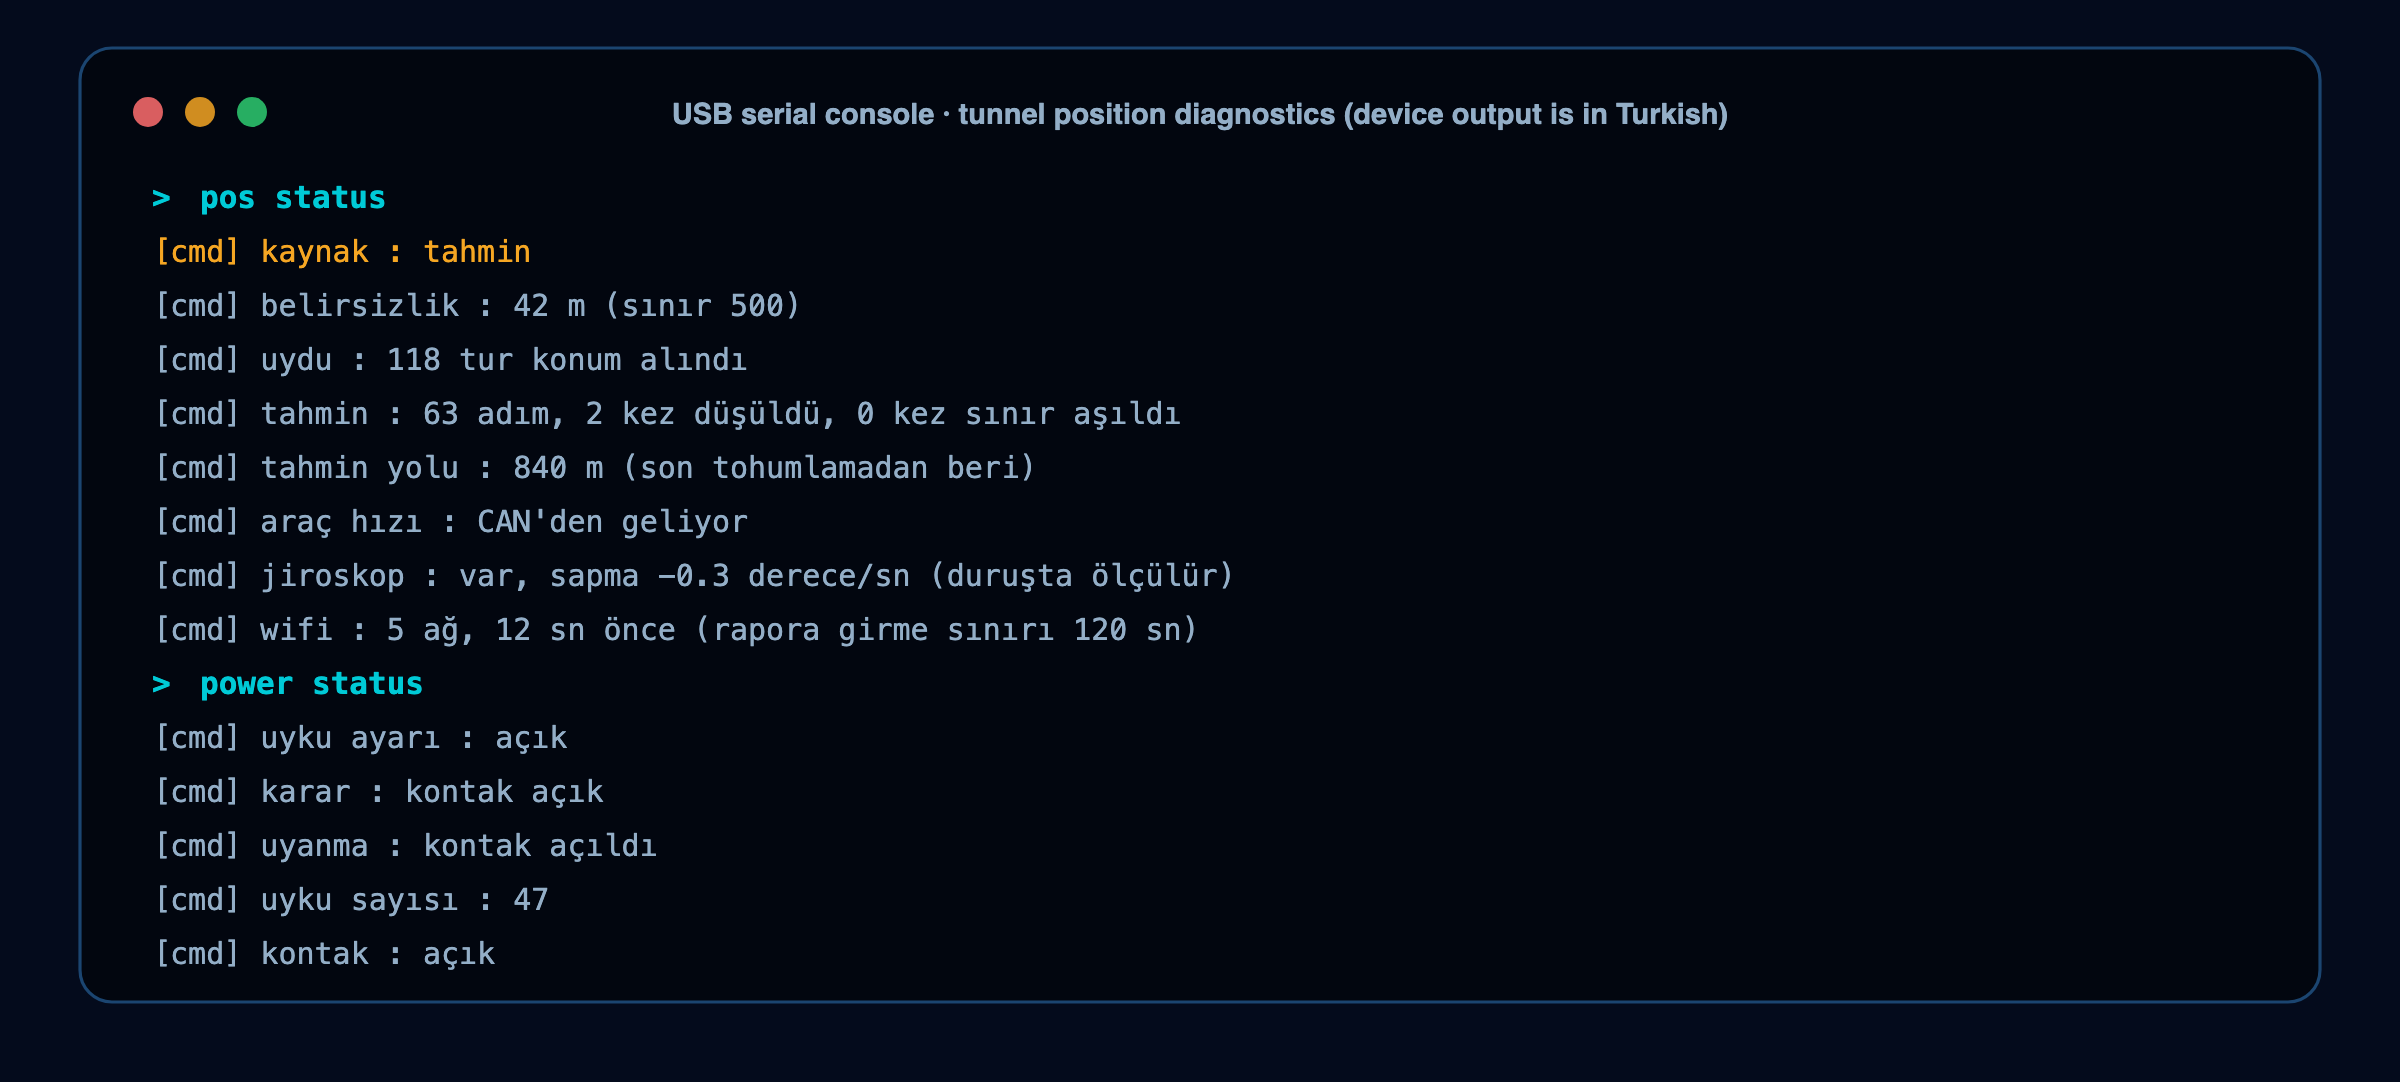 USB serial console · tunnel position diagnostics (device output is in Turkish)
> pos status
[cmd] kaynak : tahmin
[cmd] belirsizlik : 42 m (sınır 500)
[cmd] uydu : 118 tur konum alındı
[cmd] tahmin : 63 adım, 2 kez düşüldü, 0 kez sınır aşıldı
[cmd] tahmin yolu : 840 m (son tohumlamadan beri)
[cmd] araç hızı : CAN'den geliyor
[cmd] jiroskop : var, sapma −0.3 derece/sn (duruşta ölçülür)
[cmd] wifi : 5 ağ, 12 sn önce (rapora girme sınırı 120 sn)
> power status
[cmd] uyku ayarı : açık
[cmd] karar : kontak açık
[cmd] uyanma : kontak açıldı
[cmd] uyku sayısı : 47
[cmd] kontak : açık